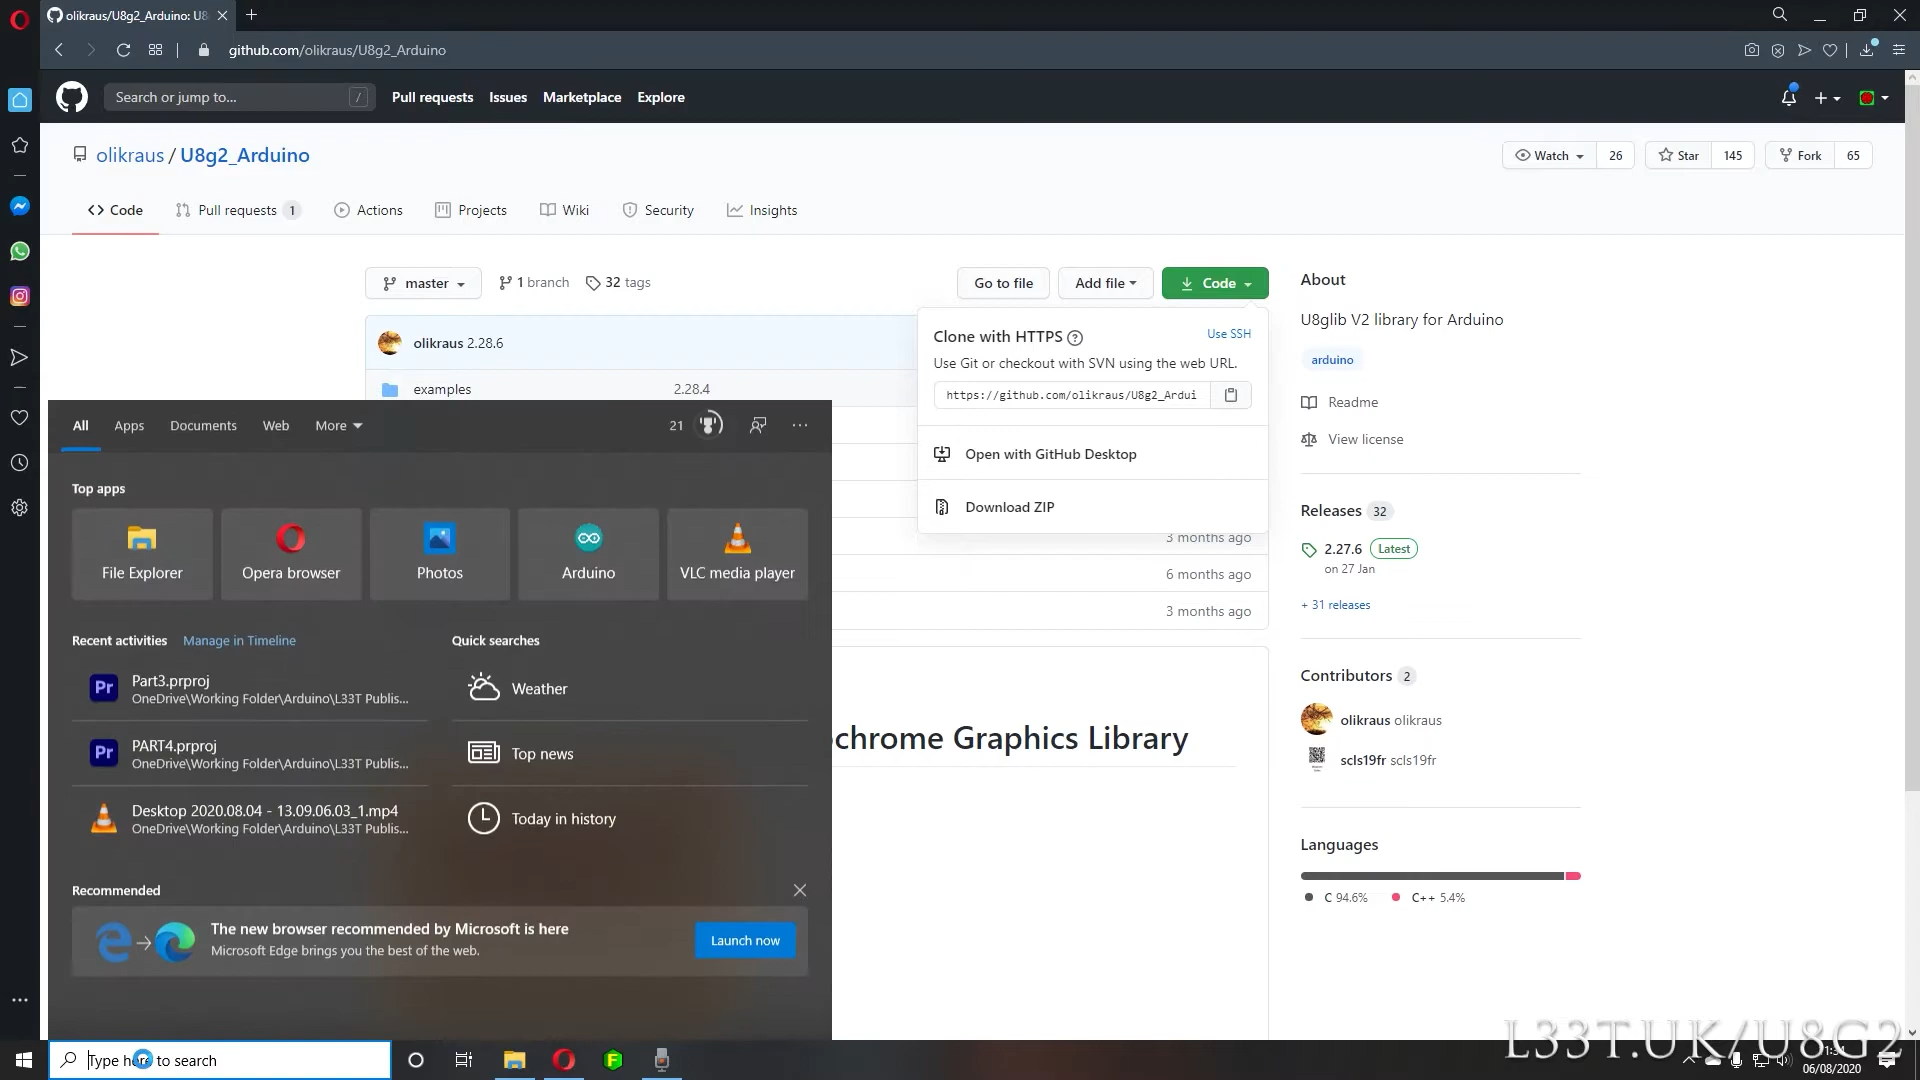 olikraus/U8g2_Arduino: U8
github.com/olikraus/U8g2_Arduino
Search or jump to...
/
Pull requests
Issues
Marketplace
Explore
olikraus / U8g2_Arduino
Watch
26
Star
145
Fork
65
Code
Pull requests
1
Actions
Projects
Wiki
Security
Insights
master
1 branch
32 tags
Go to file
Add file
Code
olikraus 2.28.6
examples
2.28.4
Clone with HTTPS
Use SSH
Use Git or checkout with SVN using the web URL.
https://github.com/olikraus/U8g2_Ardui
Open with GitHub Desktop
Download ZIP
3 months ago
6 months ago
3 months ago
ochrome Graphics Library
About
U8glib V2 library for Arduino
arduino
Readme
View license
Releases 32
2.27.6
Latest
on 27 Jan
+ 31 releases
Contributors 2
olikraus olikraus
scls19fr scls19fr
Languages
C 94.6%
C++ 5.4%
All
Apps
Documents
Web
More
21
Top apps
File Explorer
Opera browser
Photos
Arduino
VLC media player
Recent activities
Manage in Timeline
Part3.prproj
OneDrive\Working Folder\Arduino\L33T Publis...
PART4.prproj
OneDrive\Working Folder\Arduino\L33T Publis...
Desktop 2020.08.04 - 13.09.06.03_1.mp4
OneDrive\Working Folder\Arduino\L33T Publis...
Quick searches
Weather
Top news
Today in history
Recommended
The new browser recommended by Microsoft is here
Microsoft Edge brings you the best of the web.
Launch now
Type here to search
L33T.UK/U8G2
06/08/2020